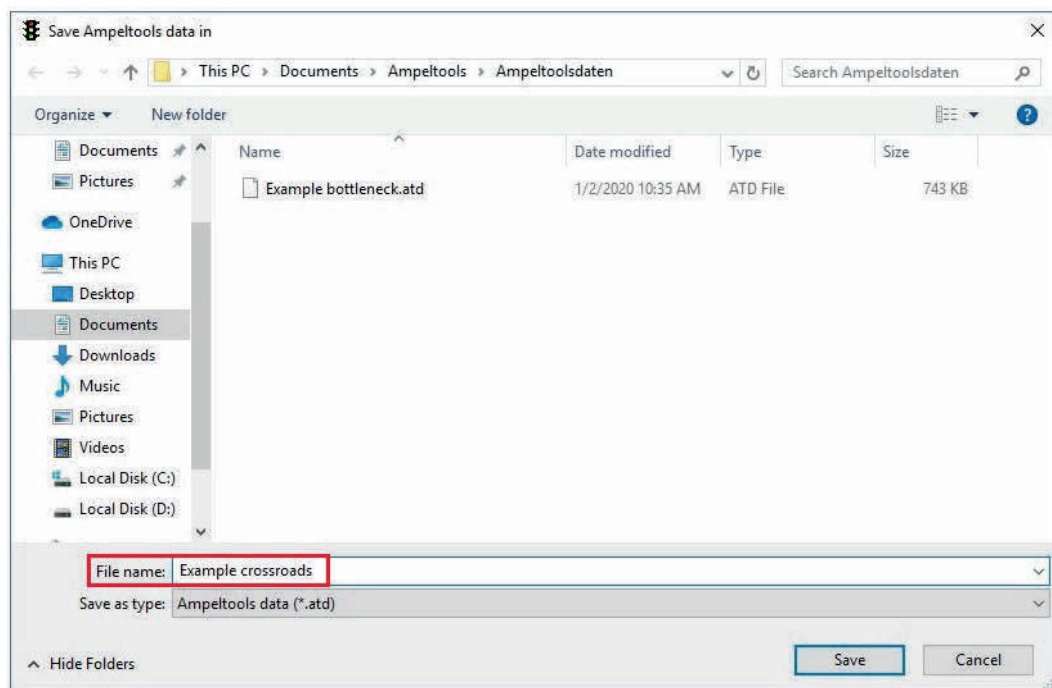 Save Ampeltools data in
This PC > Documents > Ampeltools > Ampeltoolsdaten
Search Ampeltoolsdaten
Organize
New folder
Documents
Pictures
OneDrive
This PC
Desktop
Documents
Downloads
Music
Pictures
Videos
Local Disk (C:)
Local Disk (D:)
Name Date modified Type Size
Example bottleneck.atd 1/2/2020 10:35 AM ATD File 743 KB
File name: Example crossroads
Save as type: Ampeltools data (*.atd)
Hide Folders
Save
Cancel